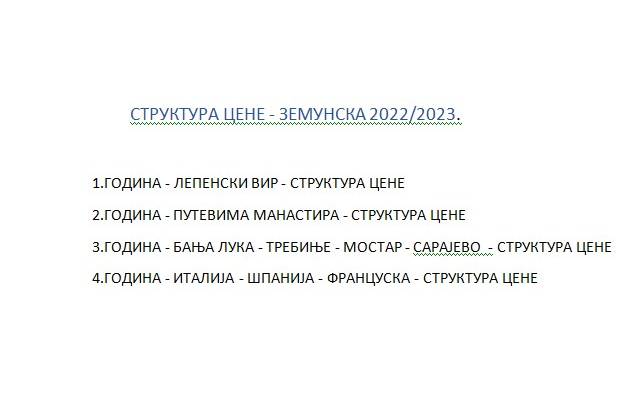 СТРУКТУРА ЦЕНЕ - ЗЕМУНСКА 2022/2023.
1.ГОДИНА - ЛЕПЕНСКИ ВИР - СТРУКТУРА ЦЕНЕ
2.ГОДИНА - ПУТЕВИМА МАНАСТИРА - СТРУКТУРА ЦЕНЕ
3.ГОДИНА - БАЊА ЛУКА - ТРЕБИЊЕ - МОСТАР - САРАЈЕВО - СТРУКТУРА ЦЕНЕ
4.ГОДИНА - ИТАЛИЈА - ШПАНИЈА - ФРАНЦУСКА - СТРУКТУРА ЦЕНЕ